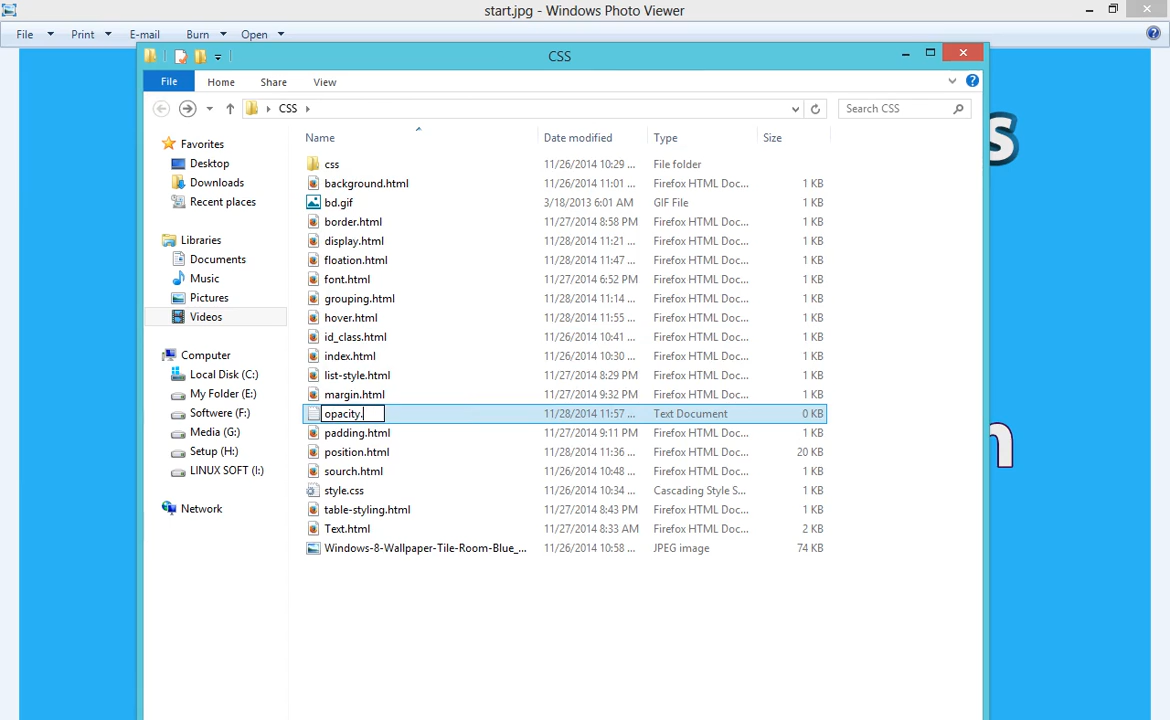 start.jpg - Windows Photo Viewer
File Print E-mail Burn Open
CSS
File Home Share View
CSS Search CSS
Name Date modified Type Size
Favorites
Desktop
Downloads
Recent places
Libraries
Documents
Music
Pictures
Videos
Computer
Local Disk (C:)
My Folder (E:)
Softwere (F:)
Media (G:)
Setup (H:)
LINUX SOFT (I:)
Network
css 11/26/2014 10:29 ... File folder
background.html 11/26/2014 11:01 ... Firefox HTML Doc... 1 KB
bd.gif 3/18/2013 6:01 AM GIF File 1 KB
border.html 11/27/2014 8:58 PM Firefox HTML Doc... 1 KB
display.html 11/28/2014 11:21 ... Firefox HTML Doc... 1 KB
floation.html 11/28/2014 11:47 ... Firefox HTML Doc... 1 KB
font.html 11/27/2014 6:52 PM Firefox HTML Doc... 1 KB
grouping.html 11/28/2014 11:14 ... Firefox HTML Doc... 1 KB
hover.html 11/28/2014 11:55 ... Firefox HTML Doc... 1 KB
id_class.html 11/26/2014 10:41 ... Firefox HTML Doc... 1 KB
index.html 11/26/2014 10:30 ... Firefox HTML Doc... 1 KB
list-style.html 11/27/2014 8:29 PM Firefox HTML Doc... 1 KB
margin.html 11/27/2014 9:32 PM Firefox HTML Doc... 1 KB
opacity. 11/28/2014 11:57 ... Text Document 0 KB
padding.html 11/27/2014 9:11 PM Firefox HTML Doc... 1 KB
position.html 11/28/2014 11:36 ... Firefox HTML Doc... 20 KB
sourch.html 11/26/2014 10:48 ... Firefox HTML Doc... 1 KB
style.css 11/26/2014 10:34 ... Cascading Style S... 1 KB
table-styling.html 11/27/2014 8:43 PM Firefox HTML Doc... 1 KB
Text.html 11/27/2014 8:33 AM Firefox HTML Doc... 2 KB
Windows-8-Wallpaper-Tile-Room-Blue_... 11/26/2014 10:58 ... JPEG image 74 KB
s
n